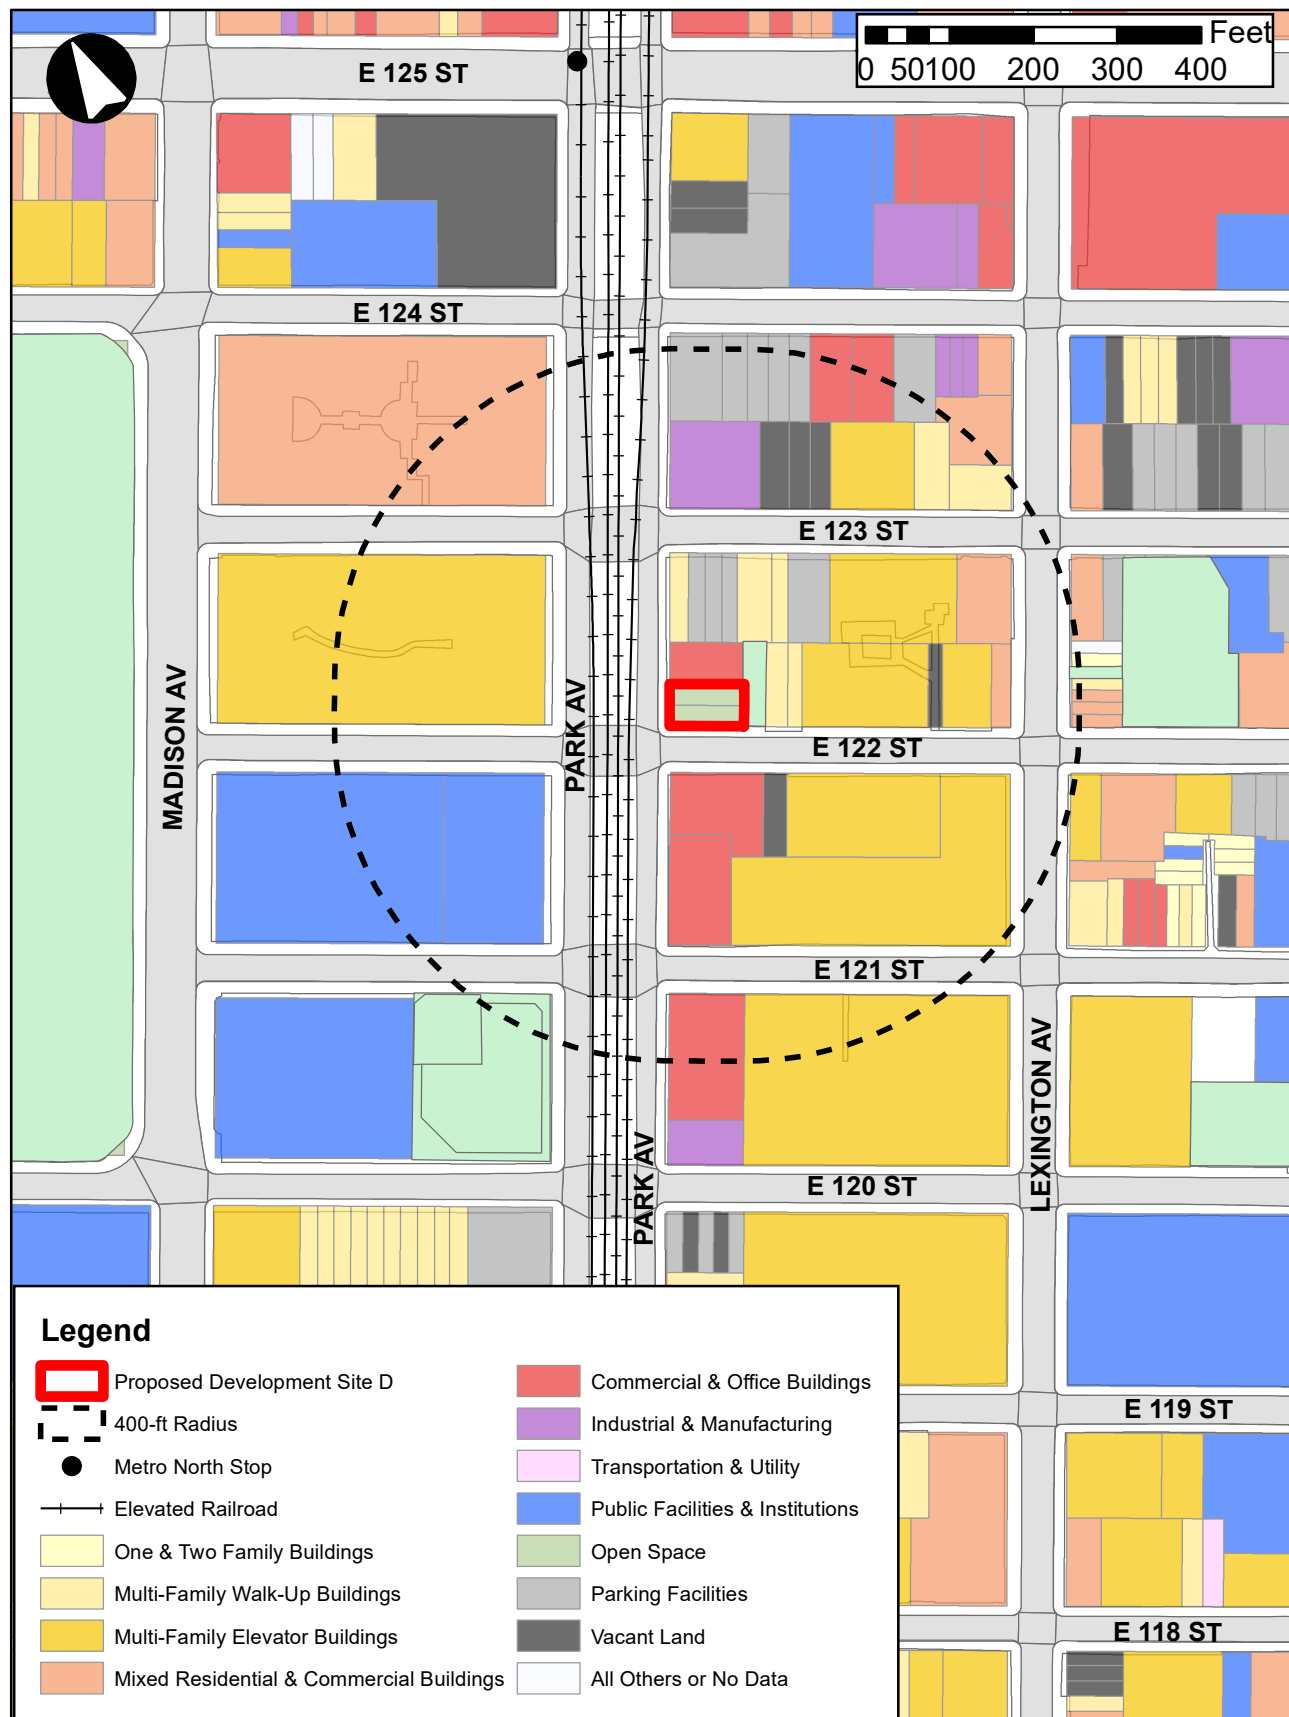 Feet
0 50100 200 300 400
E 125 ST
E 124 ST
E 123 ST
MADISON AV
PARK AV
E 122 ST
E 121 ST
LEXINGTON AV
PARK AV
E 120 ST
E 119 ST
E 118 ST
Legend
Proposed Development Site D
400-ft Radius
Metro North Stop
Elevated Railroad
One & Two Family Buildings
Multi-Family Walk-Up Buildings
Multi-Family Elevator Buildings
Mixed Residential & Commercial Buildings
Commercial & Office Buildings
Industrial & Manufacturing
Transportation & Utility
Public Facilities & Institutions
Open Space
Parking Facilities
Vacant Land
All Others or No Data